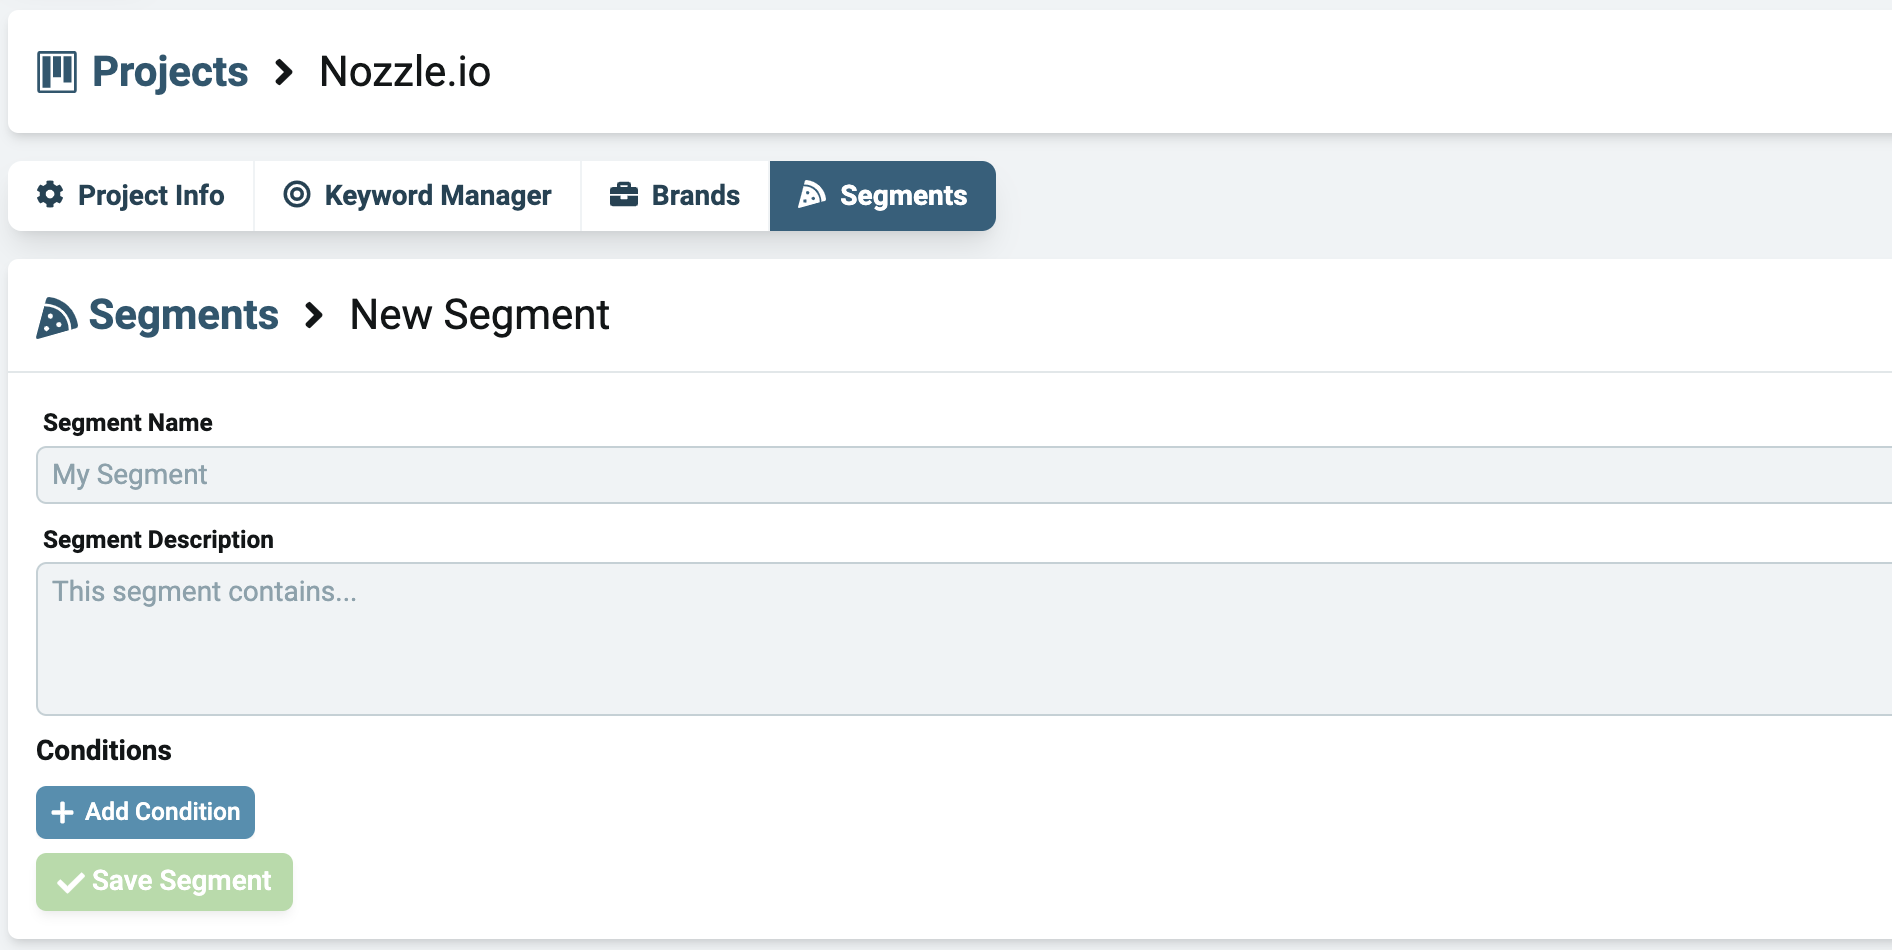 Projects > Nozzle.io
Project Info Keyword Manager Brands Segments
Segments > New Segment
Segment Name
My Segment
Segment Description
This segment contains...
Conditions
+ Add Condition
Save Segment